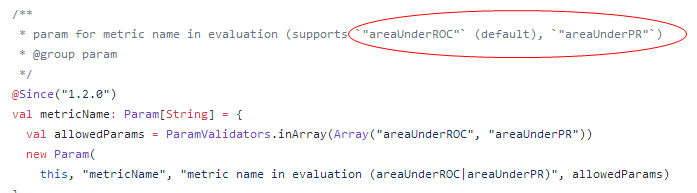 /**
* param for metric name in evaluation (supports `"areaUnderROC"` (default), `"areaUnderPR"`)
* @group param
*/
@Since("1.2.0")
val metricName: Param[String] = {
val allowedParams = ParamValidators.inArray(Array("areaUnderROC", "areaUnderPR"))
new Param(
this, "metricName", "metric name in evaluation (areaUnderROC|areaUnderPR)", allowedParams)
}